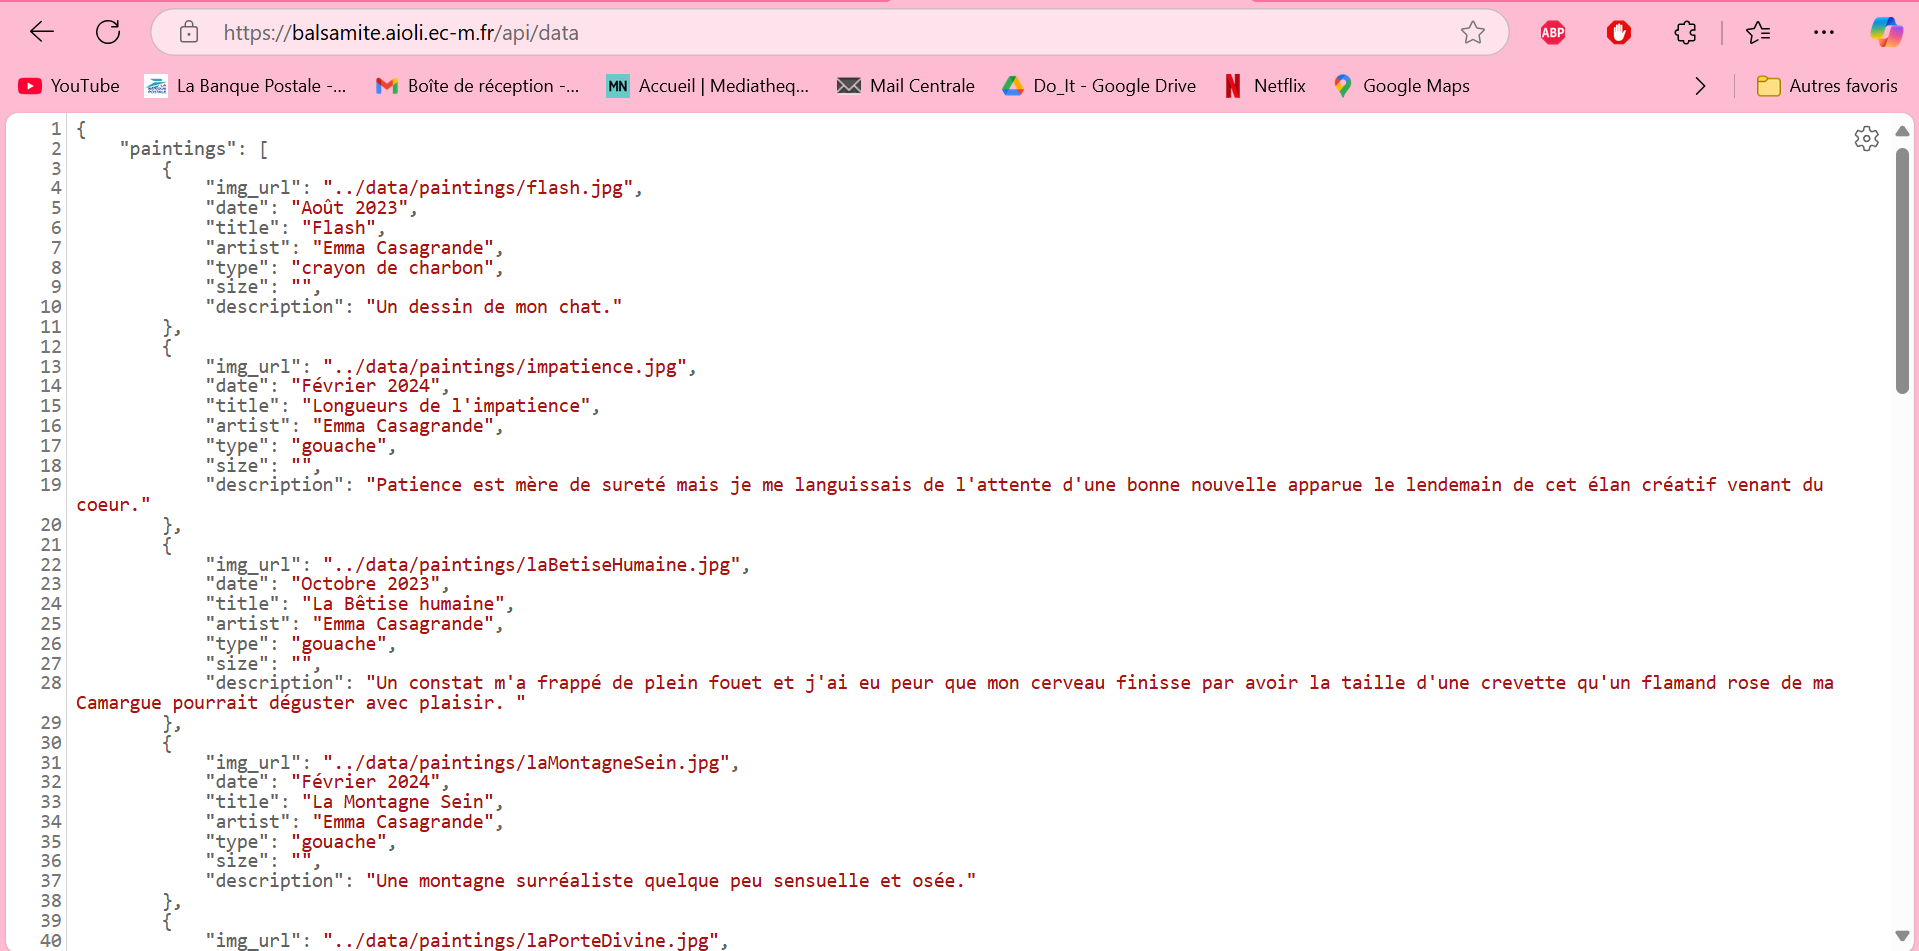 https://balsamite.aioli.ec-m.fr/api/data
ABP
YouTube
La Banque Postale -...
Boîte de réception -...
MN Accueil | Mediatheq...
Mail Centrale
Do_It - Google Drive
Netflix
Google Maps
Autres favoris
1 {
2 "paintings": [
3 {
4 "img_url": "../data/paintings/flash.jpg",
5 "date": "Août 2023",
6 "title": "Flash",
7 "artist": "Emma Casagrande",
8 "type": "crayon de charbon",
9 "size": "",
10 "description": "Un dessin de mon chat."
11 },
12 {
13 "img_url": "../data/paintings/impatience.jpg",
14 "date": "Février 2024",
15 "title": "Longueurs de l'impatience",
16 "artist": "Emma Casagrande",
17 "type": "gouache",
18 "size": "",
19 "description": "Patience est mère de sureté mais je me languissais de l'attente d'une bonne nouvelle apparue le lendemain de cet élan créatif venant du
coeur."
20 },
21 {
22 "img_url": "../data/paintings/laBetiseHumaine.jpg",
23 "date": "Octobre 2023",
24 "title": "La Bêtise humaine",
25 "artist": "Emma Casagrande",
26 "type": "gouache",
27 "size": "",
28 "description": "Un constat m'a frappé de plein fouet et j'ai eu peur que mon cerveau finisse par avoir la taille d'une crevette qu'un flamand rose de ma
Camargue pourrait déguster avec plaisir. "
29 },
30 {
31 "img_url": "../data/paintings/laMontagneSein.jpg",
32 "date": "Février 2024",
33 "title": "La Montagne Sein",
34 "artist": "Emma Casagrande",
35 "type": "gouache",
36 "size": "",
37 "description": "Une montagne surréaliste quelque peu sensuelle et osée."
38 },
39 {
40 "img_url": "../data/paintings/laPorteDivine.jpg",